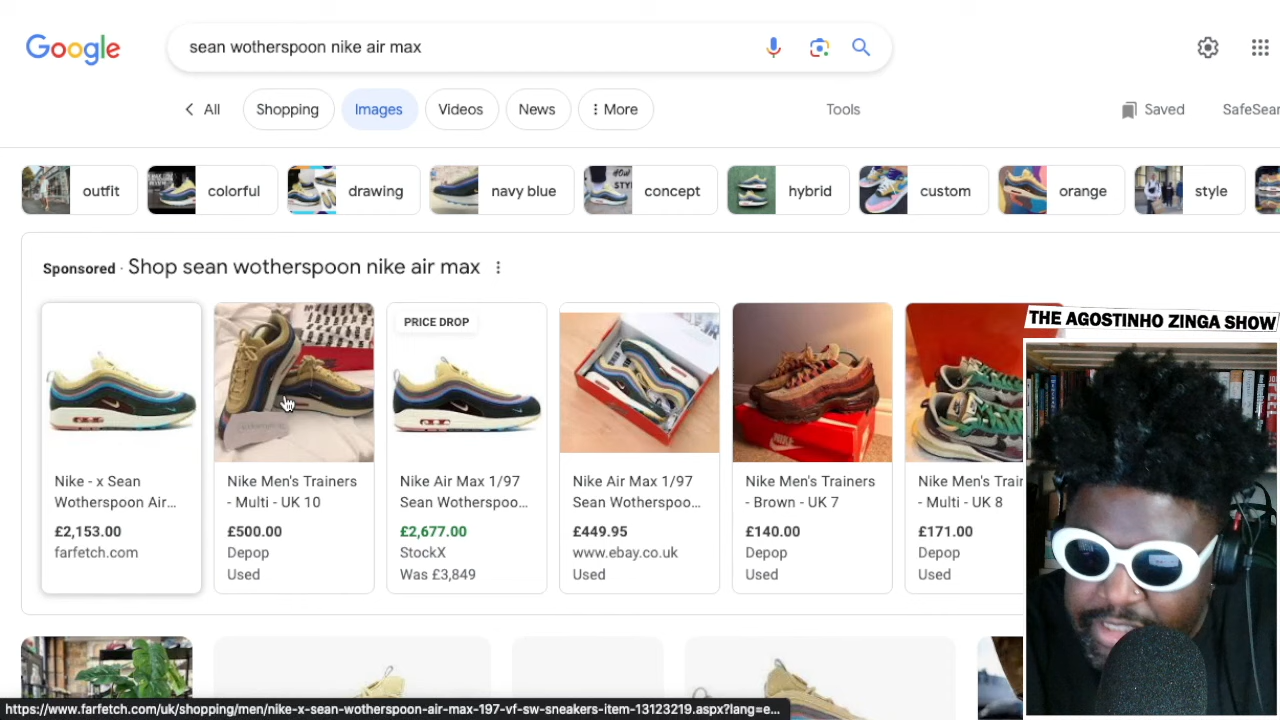 Google
sean wotherspoon nike air max
All
Shopping
Images
Videos
News
More
Tools
Saved
SafeSear
outfit
colorful
drawing
navy blue
concept
hybrid
custom
orange
style
Sponsored · Shop sean wotherspoon nike air max
PRICE DROP
Nike - x Sean
Wotherspoon Air...
£2,153.00
farfetch.com
Nike Men's Trainers
- Multi - UK 10
£500.00
Depop
Used
Nike Air Max 1/97
Sean Wotherspoo...
£2,677.00
StockX
Was £3,849
Nike Air Max 1/97
Sean Wotherspoo...
£449.95
www.ebay.co.uk
Used
Nike Men's Trainers
- Brown - UK 7
£140.00
Depop
Used
Nike Men's Trair
- Multi - UK 8
£171.00
Depop
Used
THE AGOSTINHO ZINGA SHOW
https://www.farfetch.com/uk/shopping/men/nike-x-sean-wotherspoon-air-max-197-vf-sw-sneakers-item-13123219.aspx?lang=e...